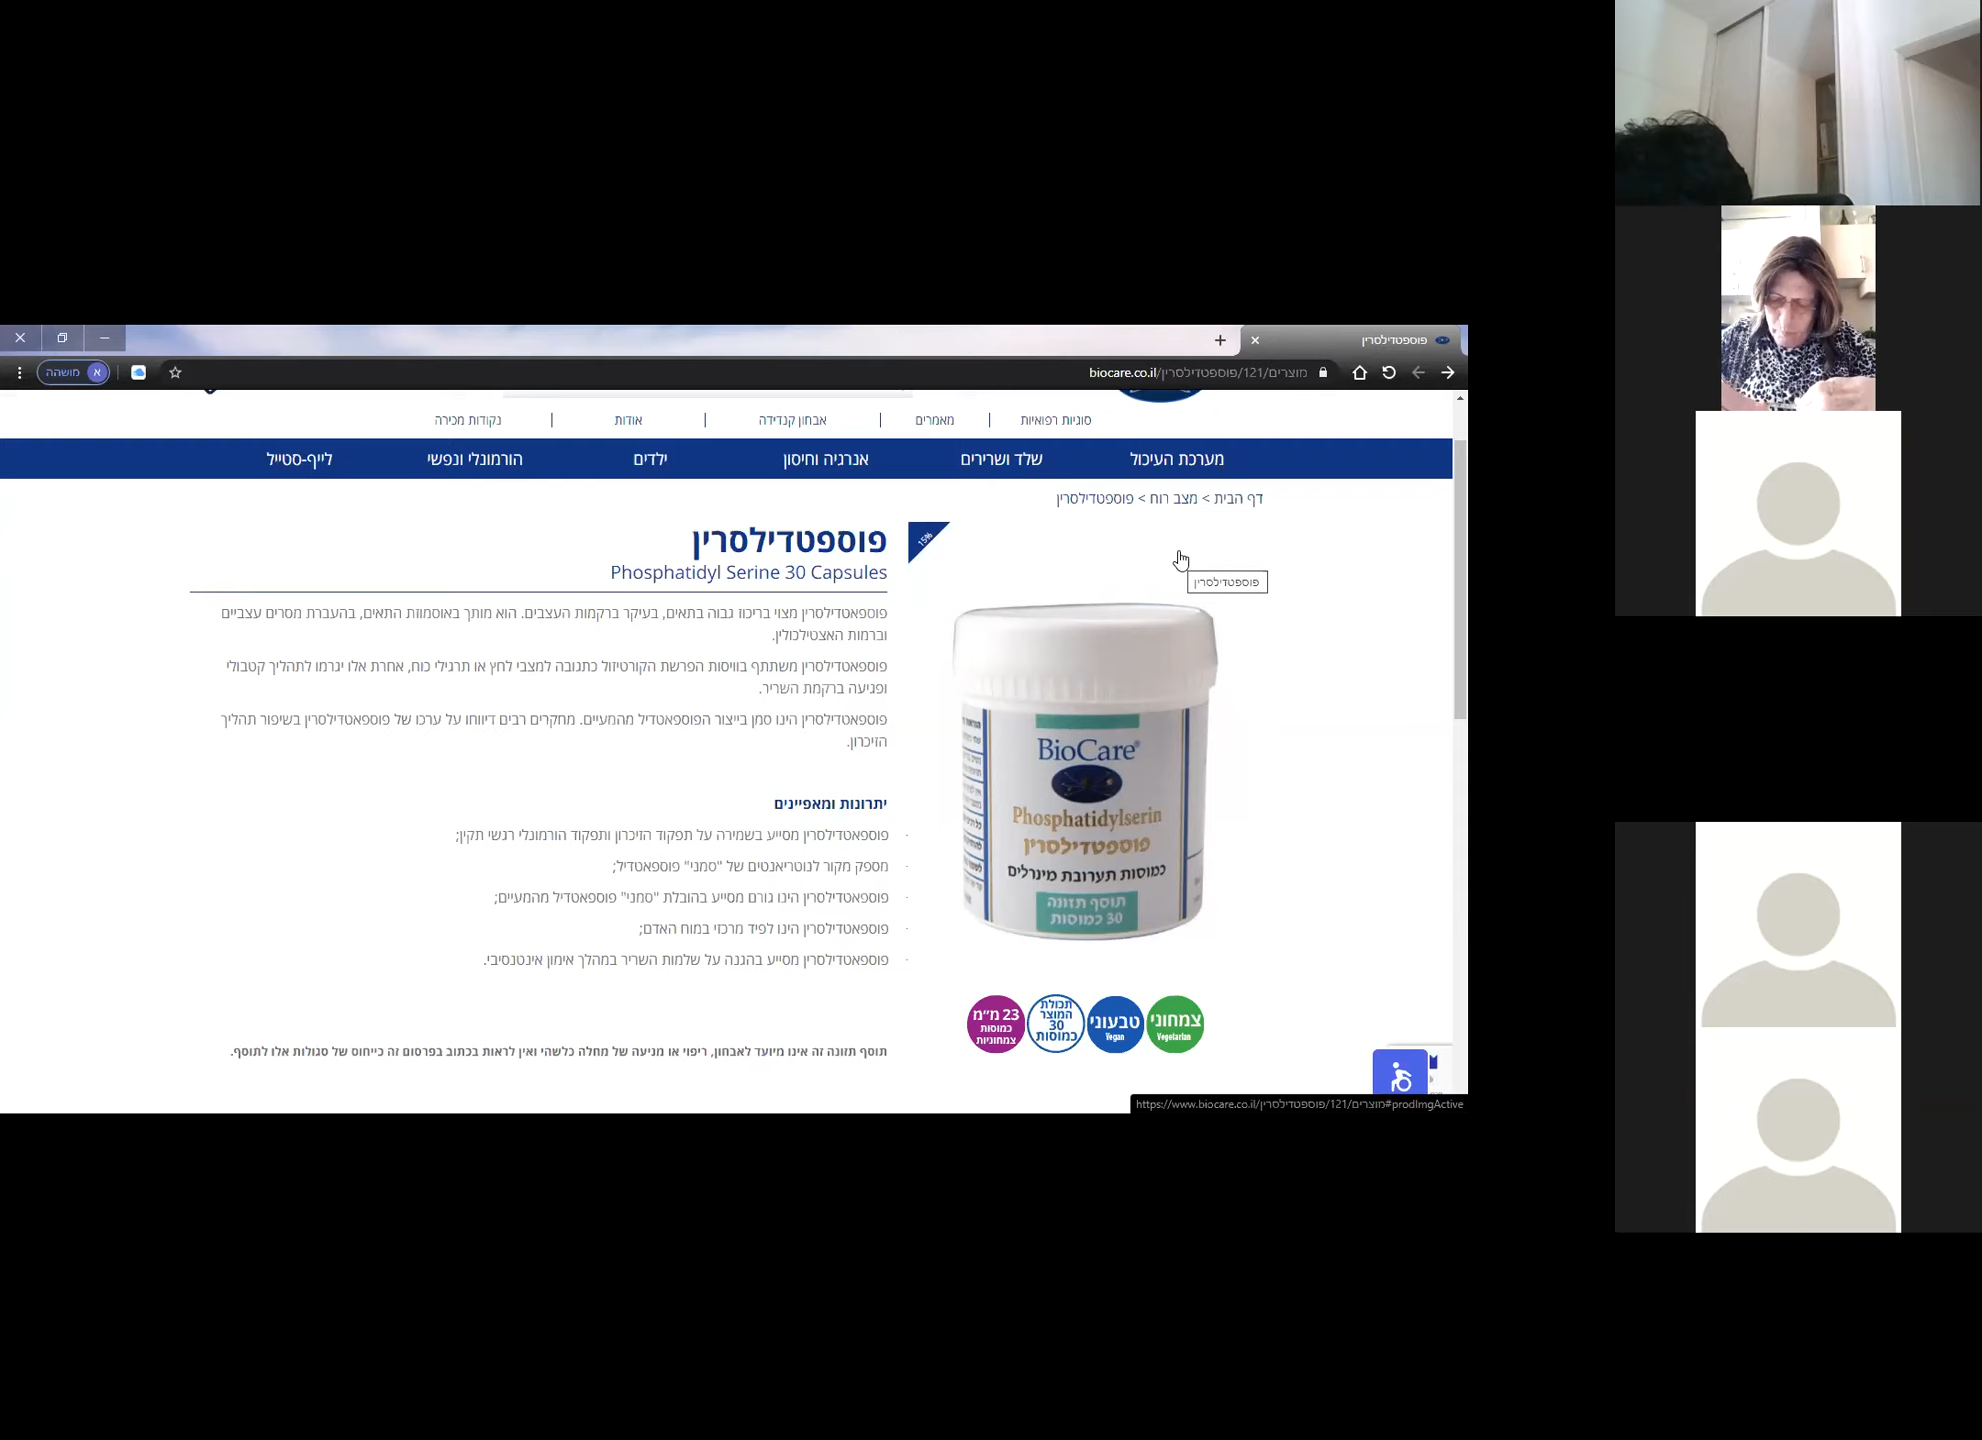 פוספטדילסרין
מושהה
א
biocare.co.il/מוצרים/121/פוספטדילסרין
סוגיות רפואיות
מאמרים
אבחון קנדידה
אודות
נקודות מכירה
מערכת העיכול
שלד ושרירים
אנרגיה וחיסון
ילדים
הורמונלי ונפשי
לייף-סטייל
דף הבית > מצב רוח > פוספטדילסרין
15%
פוספטדילסרין
Phosphatidyl Serine 30 Capsules
פוספאטדילסרין מצוי בריכוז גבוה בתאים, בעיקר ברקמות העצבים. הוא מותך באוסמוזת התאים, בהעברת מסרים עצביים
וברמות האצטילכולין.
פוספאטדילסרין משתתף בוויסות הפרשת הקורטיזול כתגובה למצבי לחץ או תרגילי כוח, אחרת אלו יגרמו לתהליך קטבולי
ופגיעה ברקמת השריר.
פוספאטדילסרין הינו סמן בייצור הפוספאטדיל מהמעיים. מחקרים רבים דיווחו על ערכו של פוספאטדילסרין בשיפור תהליך
הזיכרון.
יתרונות ומאפיינים
· פוספאטדילסרין מסייע בשמירה על תפקוד הזיכרון ותפקוד הורמונלי רגשי תקין;
· מספק מקור לנוטריאנטים של "סמני" פוספאטדיל;
· פוספאטדילסרין הינו גורם מסייע בהובלת "סמני" פוספאטדיל מהמעיים;
· פוספאטדילסרין הינו לפיד מרכזי במוח האדם;
· פוספאטדילסרין מסייע בהגנה על שלמות השריר במהלך אימון אינטנסיבי.
תוסף תזונה זה אינו מיועד לאבחון, ריפוי או מניעה של מחלה כלשהי ואין לראות בכתוב בפרסום זה כייחוס של סגולות אלו לתוסף.
פוספטדילסרין
BioCare®
Phosphatidylserin
פוספטדילסרין
כמוסות תערובת מינרלים
תוסף תזונה
30 כמוסות
צמחוני
Vegetarian
טבעוני
Vegan
תכולת
המוצר
30
כמוסות
23 מ"מ
כמוסות
צמחוניות
https://www.biocare.co.il/מוצרים/121/פוספטדילסרין#prodImgActive